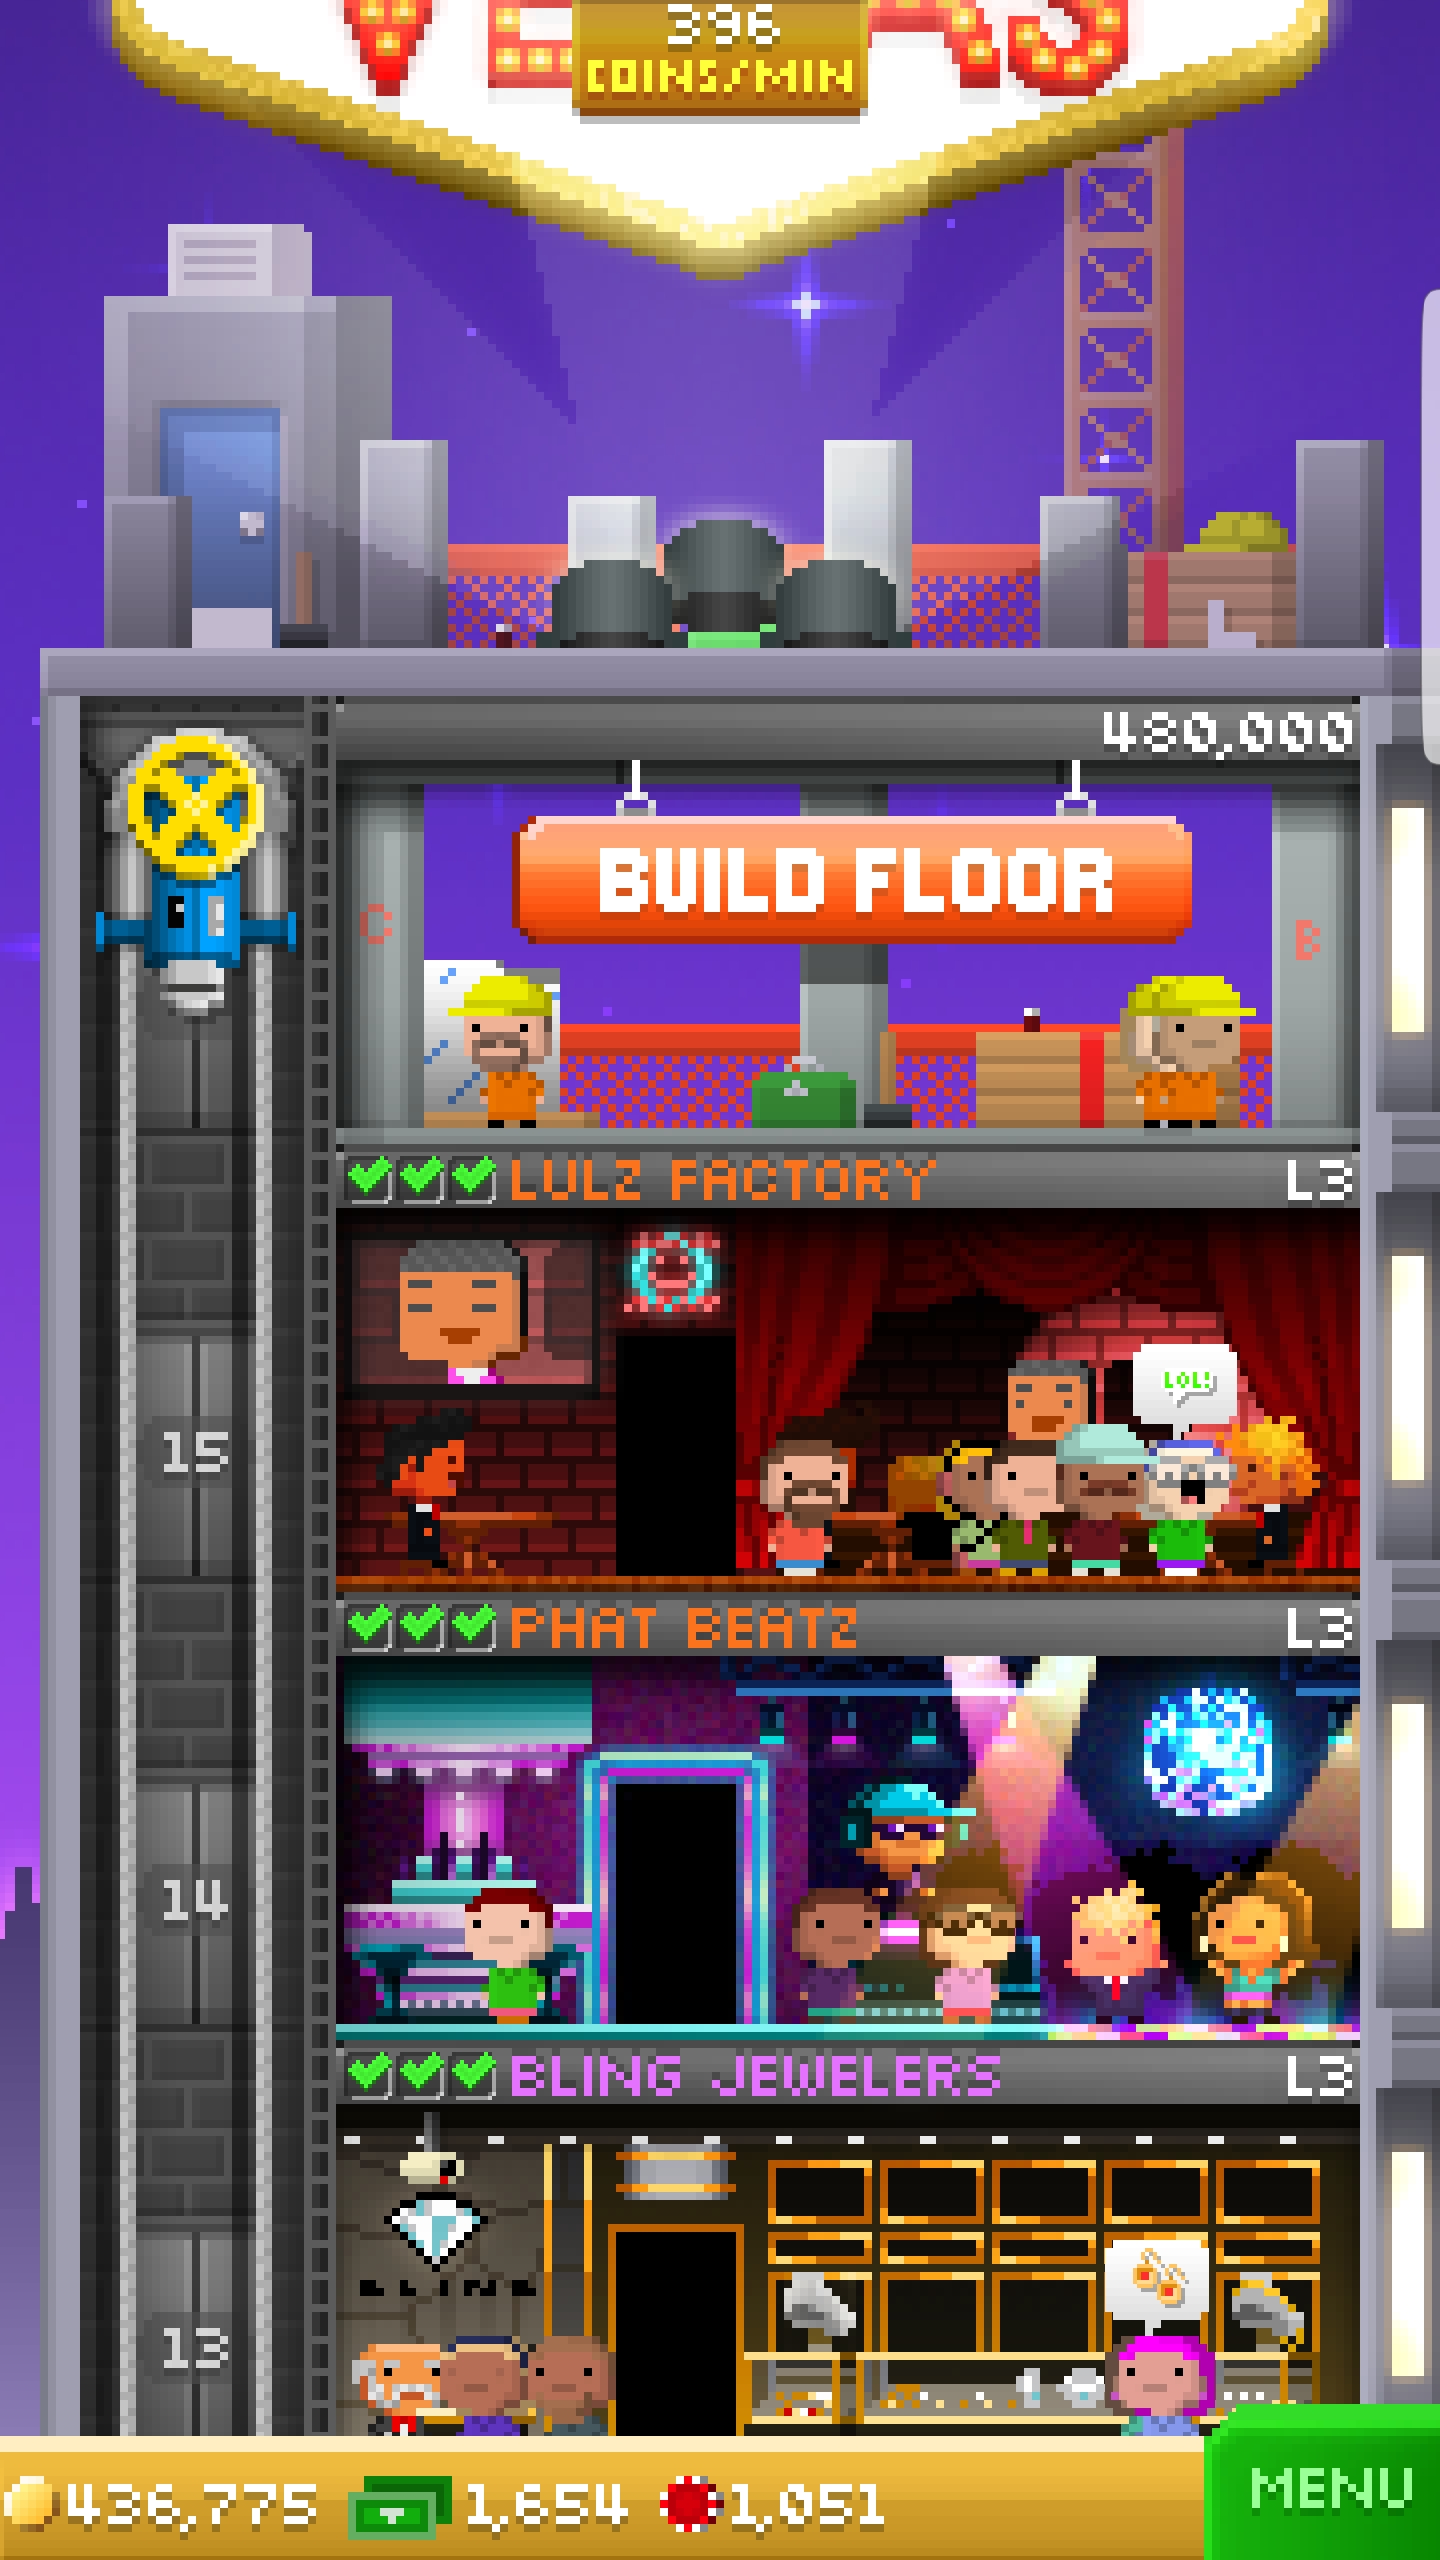 396
COINS/MIN
480,000
BUILD FLOOR
C
B
LULZ FACTORY L3
LOL!
15
PHAT BEATZ L3
14
BLING JEWELERS L3
BLING
13
436,775 1,654 1,051
MENU